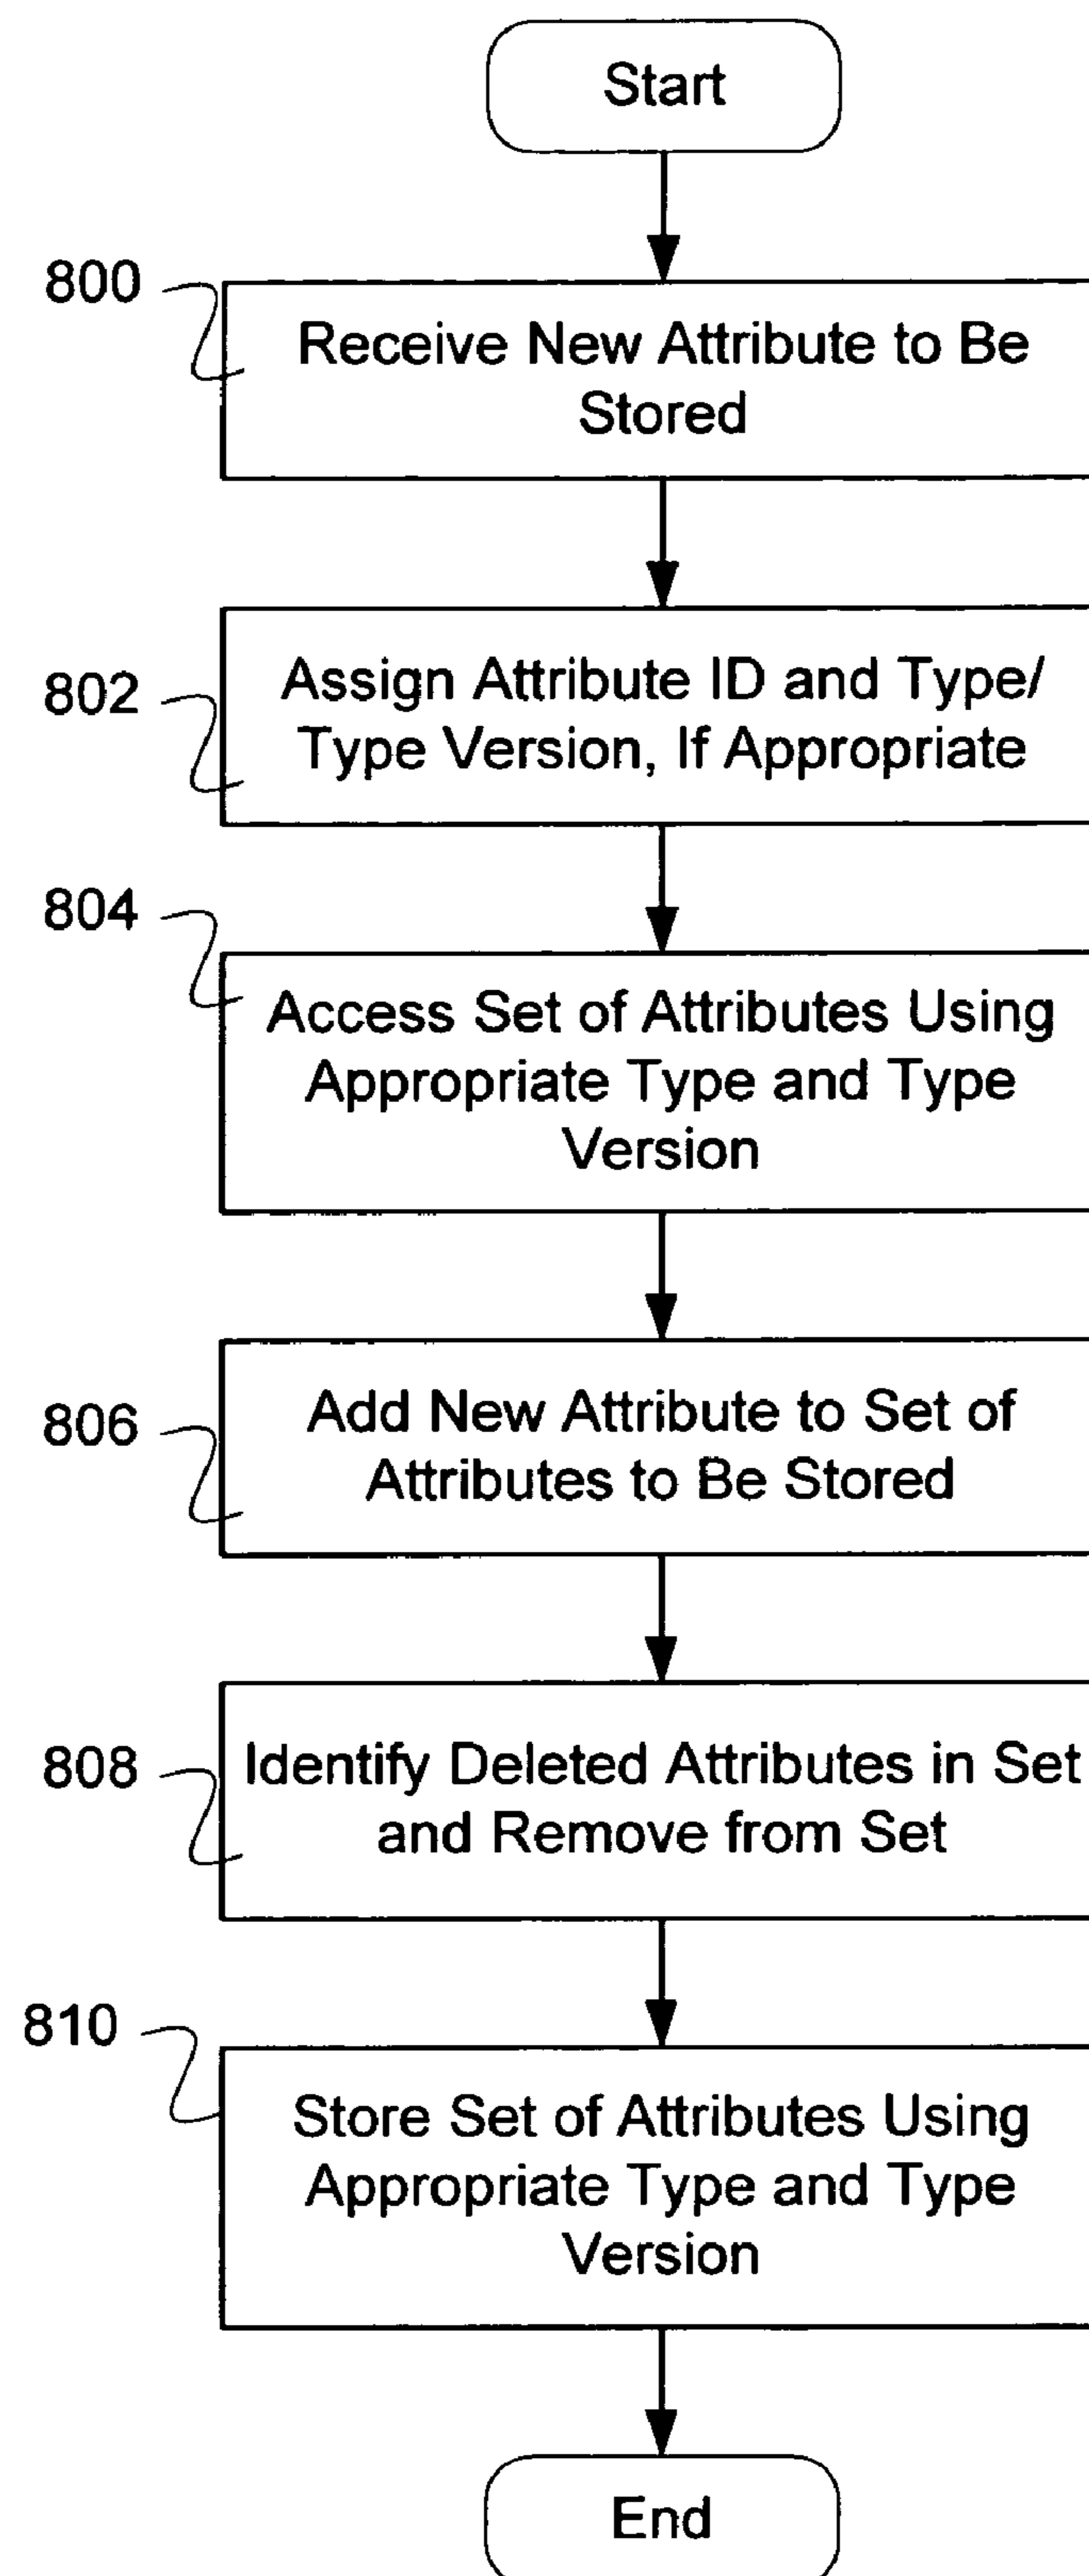 Start
800
Receive New Attribute to Be
Stored
802
Assign Attribute ID and Type/
Type Version, If Appropriate
804
Access Set of Attributes Using
Appropriate Type and Type
Version
806
Add New Attribute to Set of
Attributes to Be Stored
808
Identify Deleted Attributes in Set
and Remove from Set
810
Store Set of Attributes Using
Appropriate Type and Type
Version
End